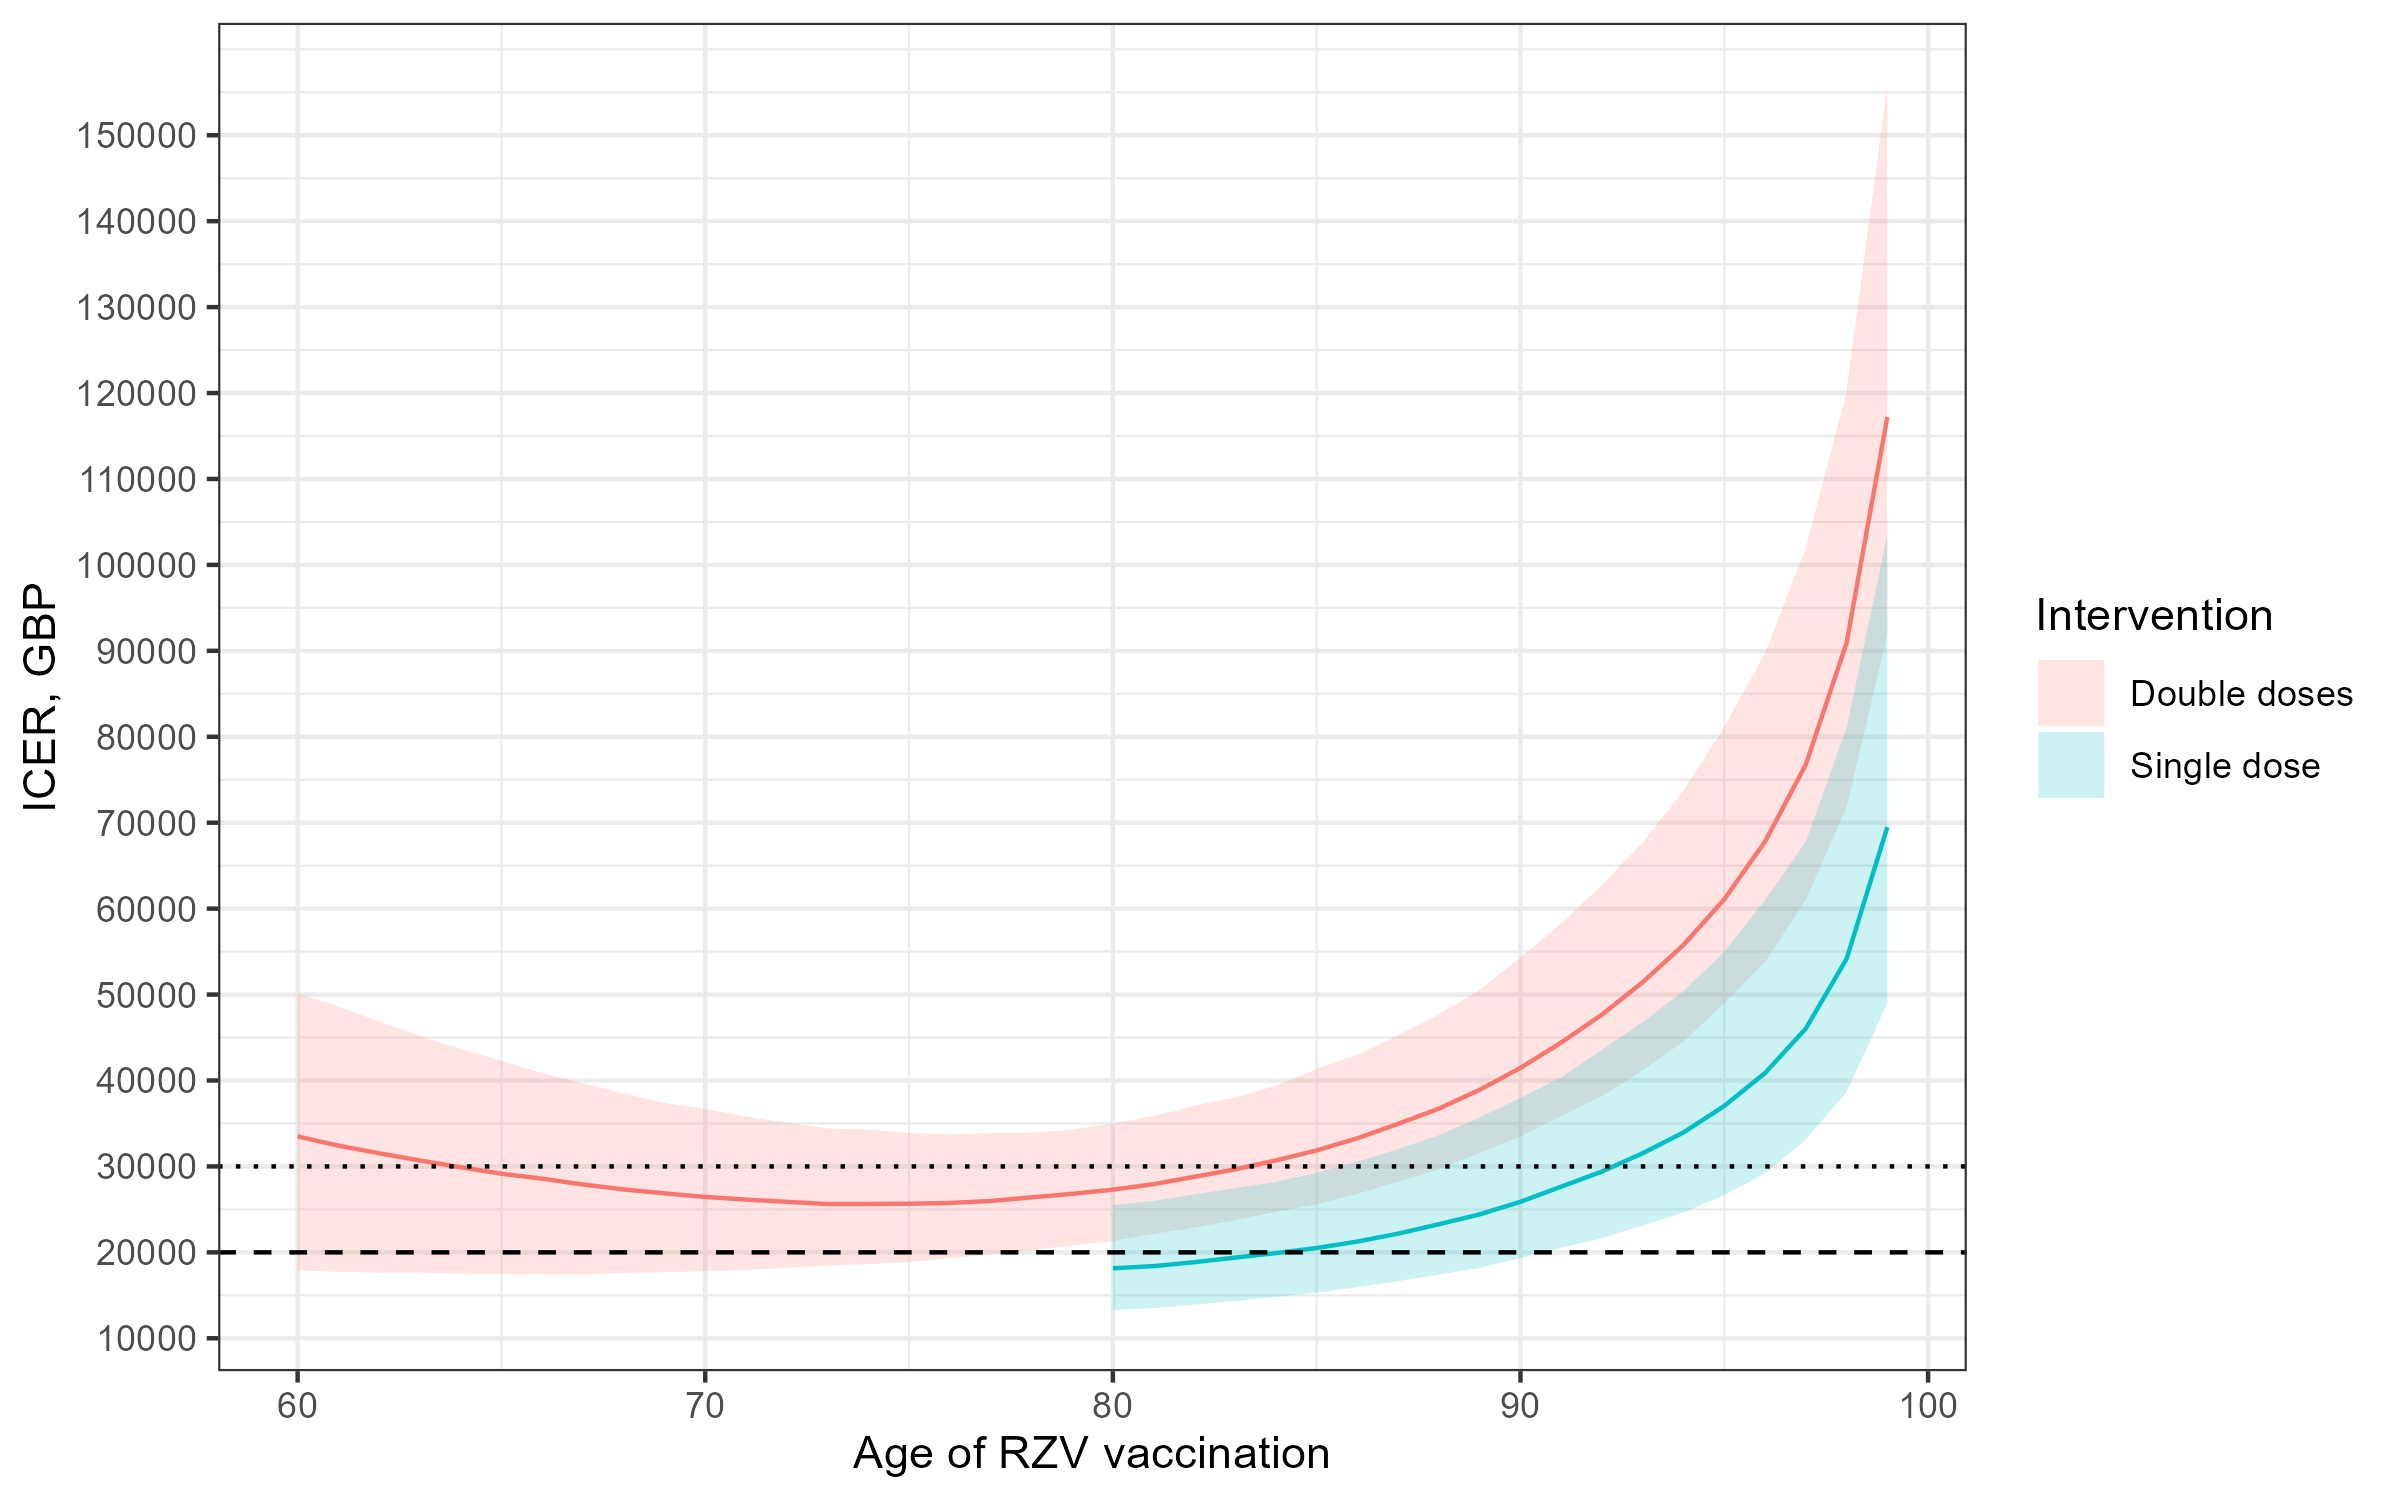 150000
140000
130000
120000
110000
100000
90000
80000
70000
60000
50000
40000
30000
20000
10000
ICER, GBP
60 70 80 90 100
Age of RZV vaccination
Intervention
Double doses
Single dose